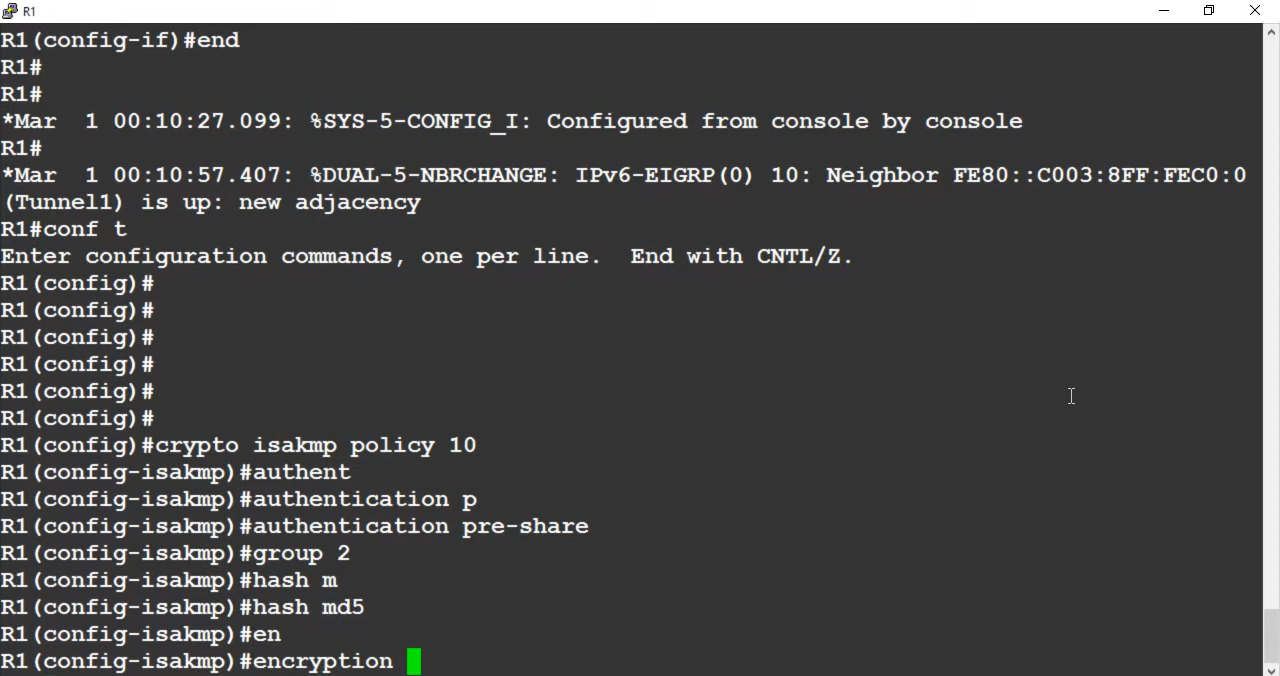 R1
R1(config-if)#end
R1#
R1#
*Mar  1 00:10:27.099: %SYS-5-CONFIG_I: Configured from console by console
R1#
*Mar  1 00:10:57.407: %DUAL-5-NBRCHANGE: IPv6-EIGRP(0) 10: Neighbor FE80::C003:8FF:FEC0:0
(Tunnel1) is up: new adjacency
R1#conf t
Enter configuration commands, one per line.  End with CNTL/Z.
R1(config)#
R1(config)#
R1(config)#
R1(config)#
R1(config)#
R1(config)#
R1(config)#crypto isakmp policy 10
R1(config-isakmp)#authent
R1(config-isakmp)#authentication p
R1(config-isakmp)#authentication pre-share
R1(config-isakmp)#group 2
R1(config-isakmp)#hash m
R1(config-isakmp)#hash md5
R1(config-isakmp)#en
R1(config-isakmp)#encryption